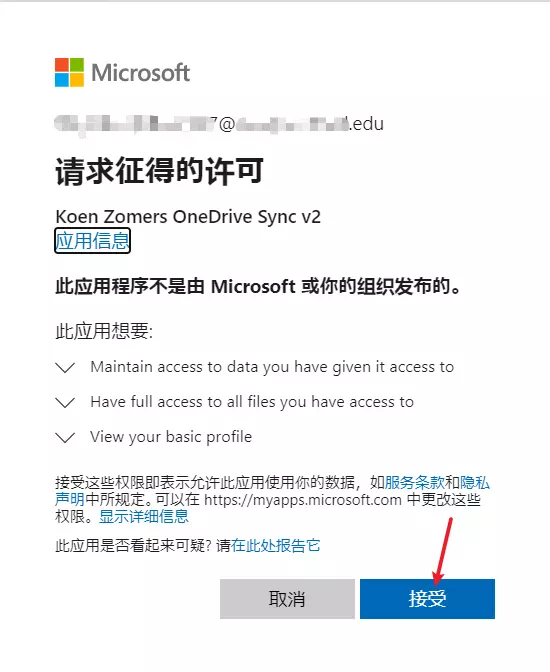 Microsoft
.edu
请求征得的许可
Koen Zomers OneDrive Sync v2
应用信息
此应用程序不是由 Microsoft 或你的组织发布的。
此应用想要:
Maintain access to data you have given it access to
Have full access to all files you have access to
View your basic profile
接受这些权限即表示允许此应用使用你的数据，如服务条款和隐私
声明中所规定。可以在 https://myapps.microsoft.com 中更改这些
权限。显示详细信息
此应用是否看起来可疑? 请在此处报告它
取消
接受